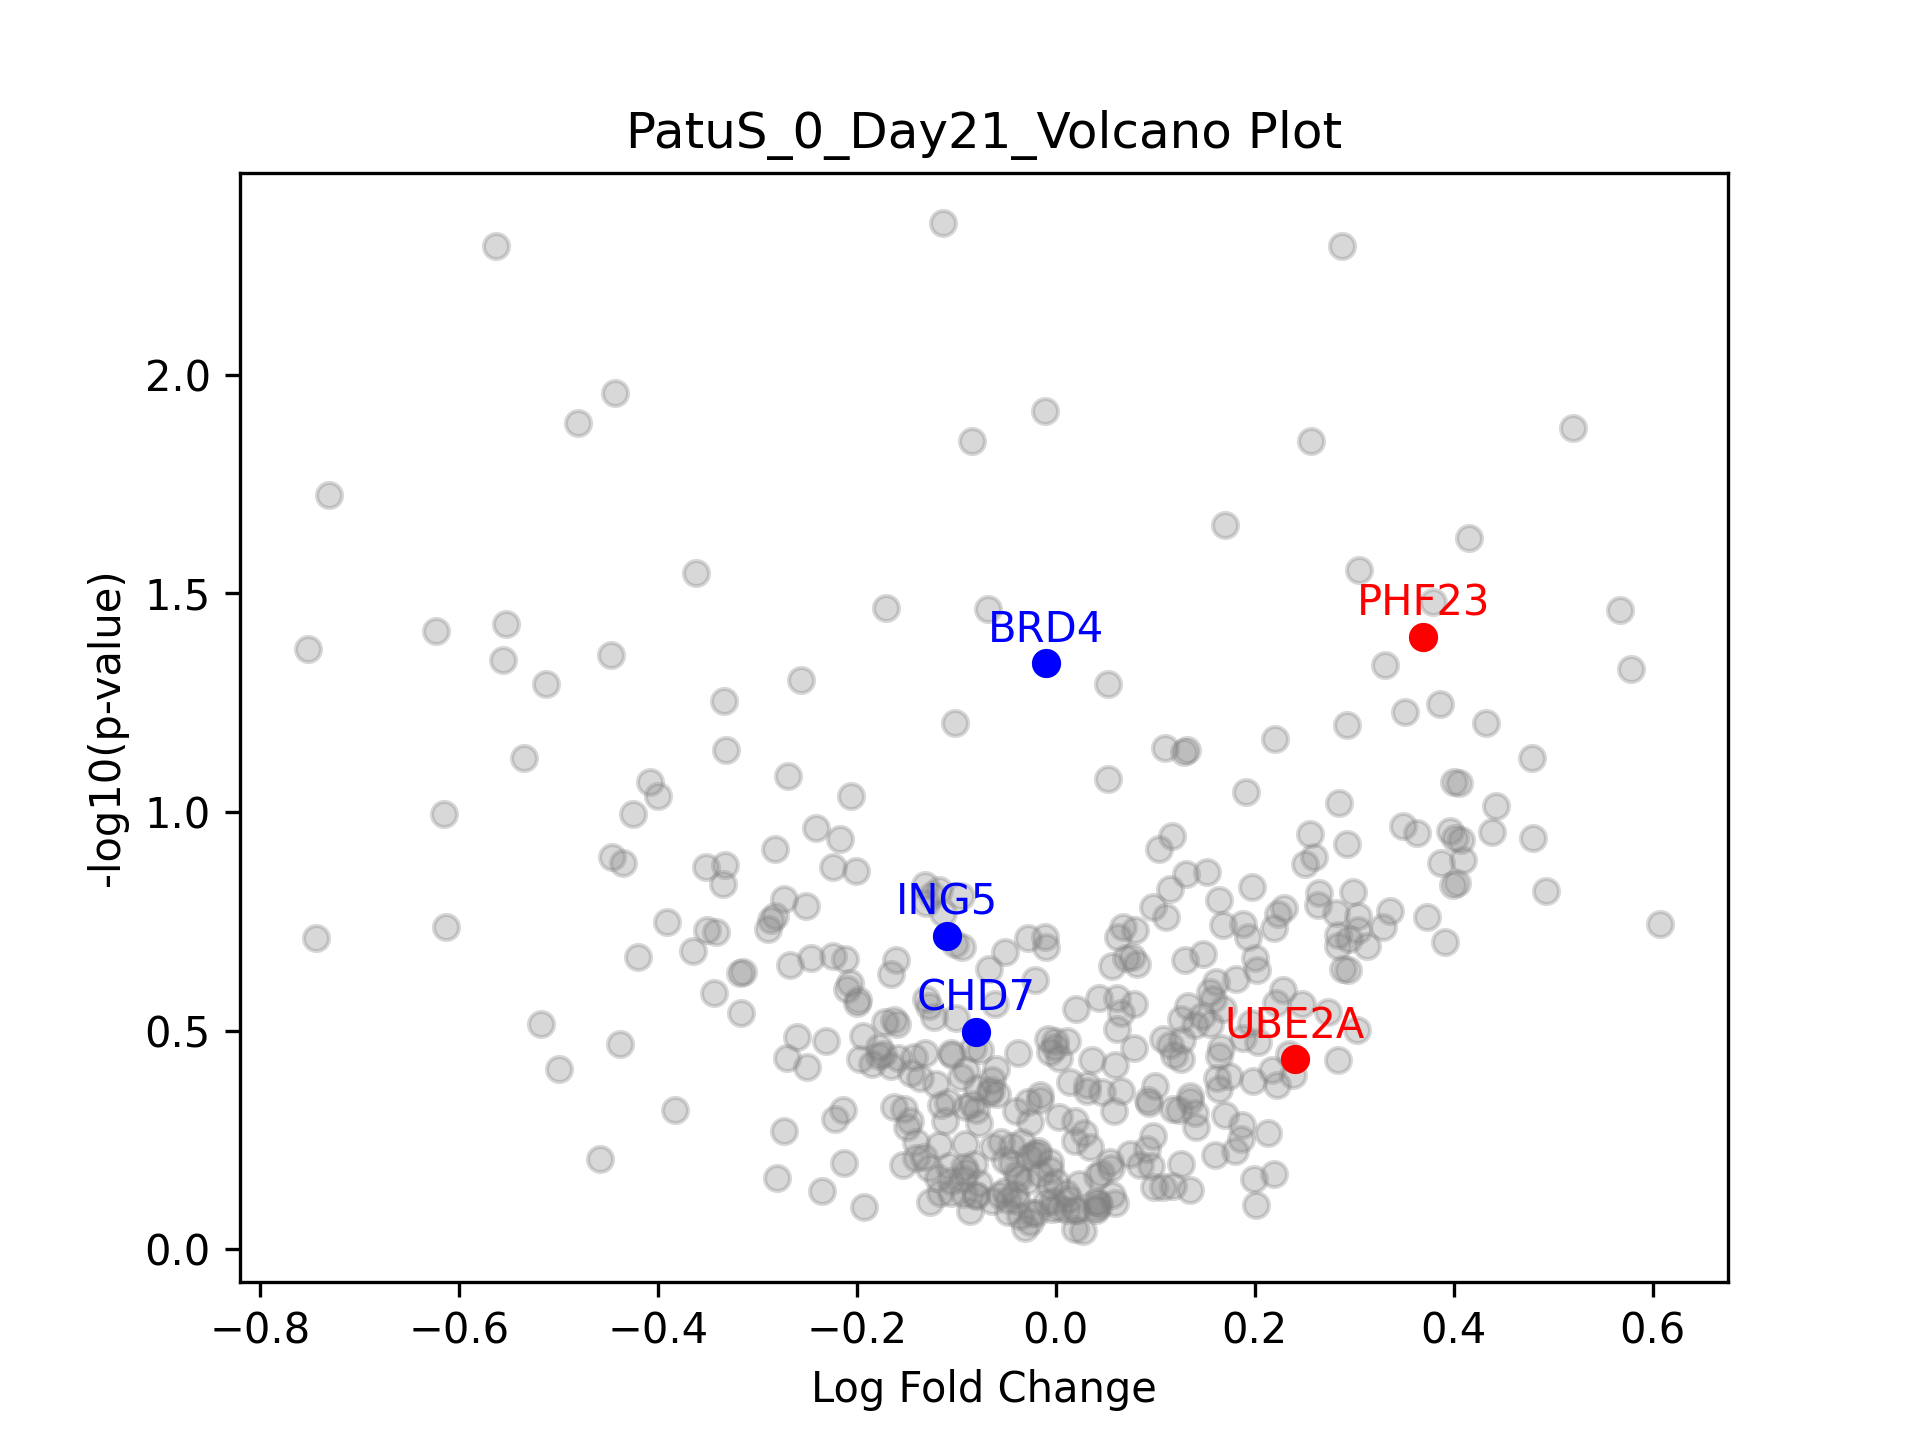 PatuS_0_Day21_Volcano Plot
2.0
1.5
1.0
0.5
0.0
-log10(p-value)
PHF23
BRD4
ING5
CHD7
UBE2A
−0.8 −0.6 −0.4 −0.2 0.0 0.2 0.4 0.6
Log Fold Change